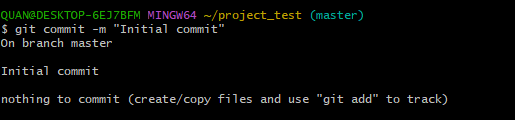 QUAN@DESKTOP-6EJ7BFM MINGW64 ~/project_test (master)
$ git commit -m "Initial commit"
On branch master
Initial commit
nothing to commit (create/copy files and use "git add" to track)